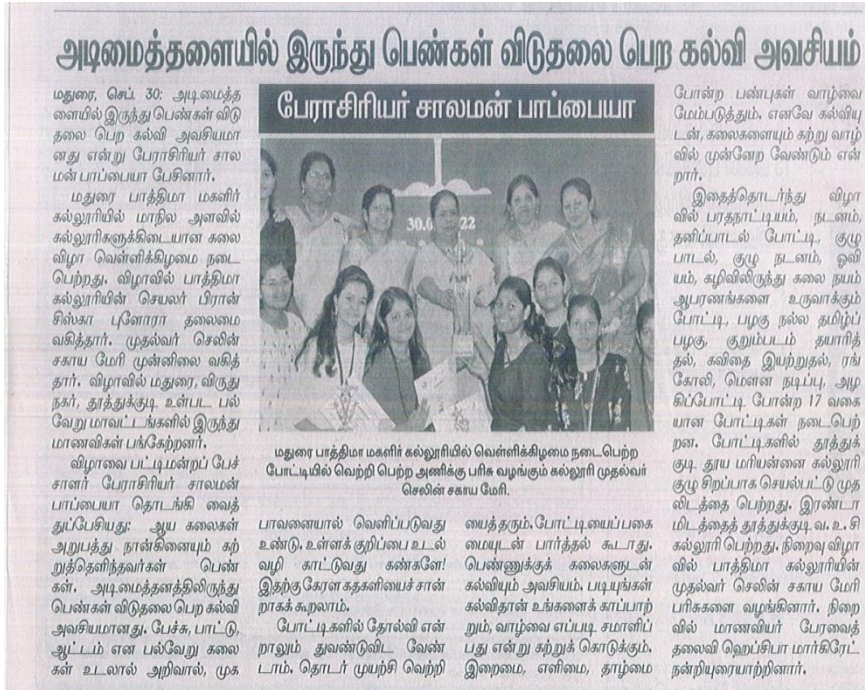 அடிமைத்தளையில் இருந்து பெண்கள் விடுதலை பெற கல்வி அவசியம்
பேராசிரியர் சாலமன் பாப்பையா
மதுரை, செப். 30: அடிமைத்த
ளையில் இருந்து பெண்கள் விடு
தலை பெற கல்வி அவசியமா
னது என்று பேராசிரியர் சால
மன் பாப்பையா பேசினார்.
மதுரை பாத்திமா மகளிர்
கல்லூரியில் மாநில அளவில்
கல்லூரிகளுக்கிடையான கலை
விழா வெள்ளிக்கிழமை நடை
பெற்றது. விழாவில் பாத்திமா
கல்லூரியின் செயலர் பிரான்
சிஸ்கா புளோரா தலைமை
வகித்தார். முதல்வர் செலின்
சகாய மேரி முன்னிலை வகித்
தார். விழாவில் மதுரை, விருது
நகர், தூத்துக்குடி உள்பட பல்
வேறு மாவட்டங்களில் இருந்து
மாணவிகள் பங்கேற்றனர்.
விழாவை பட்டிமன்றப் பேச்
சாளர் பேராசிரியர் சாலமன்
பாப்பையா தொடங்கி வைத்
துப்பேசியது: ஆய கலைகள்
அறுபத்து நான்கினையும் கற்
றுத்தெளிந்தவர்கள் பெண்
கள். அடிமைத்தனத்திலிருந்து
பெண்கள் விடுதலை பெற கல்வி
அவசியமானது. பேச்சு, பாட்டு,
ஆட்டம் என பல்வேறு கலை
கள் உடலால் அறிவால், முக
30.0 22
மதுரை பாத்திமா மகளிர் கல்லூரியில் வெள்ளிக்கிழமை நடைபெற்ற
போட்டியில் வெற்றி பெற்ற அணிக்கு பரிசு வழங்கும் கல்லூரி முதல்வர்
செலின் சகாய மேரி.
பாவனையால் வெளிப்படுவது
உண்டு. உள்ளக்குறிப்பை உடல்
வழி காட்டுவது கண்களே!
இதற்கு கேரள கதகளியைச் சான்
றாகக் கூறலாம்.
போட்டிகளில் தோல்வி என்
றாலும் துவண்டுவிட வேண்
டாம். தொடர் முயற்சி வெற்றி
யைத்தரும். போட்டியைப் பகை
மையுடன் பார்த்தல் கூடாது.
பெண்ணுக்குக் கலைகளுடன்
கல்வியும் அவசியம். படியுங்கள்
கல்விதான் உங்களைக் காப்பாற்
றும், வாழ்வை எப்படி சமாளிப்
பது என்று கற்றுக் கொடுக்கும்.
இறைமை, எளிமை, தாழ்மை
போன்ற பண்புகள் வாழ்வை
மேம்படுத்தும். எனவே கல்வியு
டன், கலைகளையும் கற்று வாழ்
வில் முன்னேற வேண்டும் என்
றார்.
இதைத்தொடர்ந்து விழா
வில் பரதநாட்டியம், நடனம்,
தனிப்பாடல் போட்டி, குழு
பாடல், குழு நடனம், ஓவி
யம், கழிவிலிருந்து கலை நயம்
ஆபரணங்களை உருவாக்கும்
போட்டி, பழகு நல்ல தமிழ்ப்
பழகு, குறும்படம் தயாரித்
தல், கவிதை இயற்றுதல், ரங்
கோலி, மௌன நடிப்பு, அழ
கிப்போட்டி போன்ற 17 வகை
யான போட்டிகள் நடைபெற்
றன. போட்டிகளில் தூத்துக்
குடி தூய மரியன்னை கல்லூரி
குழு சிறப்பாக செயல்பட்டு முத
லிடத்தை பெற்றது. இரண்டா
மிடத்தைத் தூத்துக்குடி வ. உ. சி
கல்லூரி பெற்றது. நிறைவு விழா
வில் பாத்திமா கல்லூரியின்
முதல்வர் செலின் சகாய மேரி
பரிசுகளை வழங்கினார். நிறை
வில் மாணவியர் பேரவைத்
தலைவி ஹெப்சிபா மார்கிரேட்
நன்றியுரையாற்றினார்.